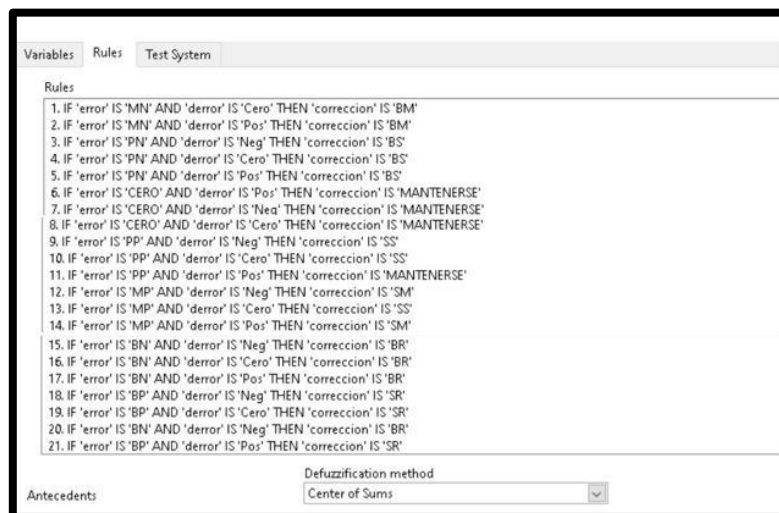 Variables Rules Test System
Rules
1. IF 'error' IS 'MN' AND 'derror' IS 'Cero' THEN 'correccion' IS 'BM'
2. IF 'error' IS 'MN' AND 'derror' IS 'Pos' THEN 'correccion' IS 'BM'
3. IF 'error' IS 'PN' AND 'derror' IS 'Neg' THEN 'correccion' IS 'BS'
4. IF 'error' IS 'PN' AND 'derror' IS 'Cero' THEN 'correccion' IS 'BS'
5. IF 'error' IS 'PN' AND 'derror' IS 'Pos' THEN 'correccion' IS 'BS'
6. IF 'error' IS 'CERO' AND 'derror' IS 'Pos' THEN 'correccion' IS 'MANTENERSE'
7. IF 'error' IS 'CERO' AND 'derror' IS 'Neg' THEN 'correccion' IS 'MANTENERSE'
8. IF 'error' IS 'CERO' AND 'derror' IS 'Cero' THEN 'correccion' IS 'MANTENERSE'
9. IF 'error' IS 'PP' AND 'derror' IS 'Neg' THEN 'correccion' IS 'SS'
10. IF 'error' IS 'PP' AND 'derror' IS 'Cero' THEN 'correccion' IS 'SS'
11. IF 'error' IS 'PP' AND 'derror' IS 'Pos' THEN 'correccion' IS 'MANTENERSE'
12. IF 'error' IS 'MP' AND 'derror' IS 'Neg' THEN 'correccion' IS 'SM'
13. IF 'error' IS 'MP' AND 'derror' IS 'Cero' THEN 'correccion' IS 'SS'
14. IF 'error' IS 'MP' AND 'derror' IS 'Pos' THEN 'correccion' IS 'SM'
15. IF 'error' IS 'BN' AND 'derror' IS 'Neg' THEN 'correccion' IS 'BR'
16. IF 'error' IS 'BN' AND 'derror' IS 'Cero' THEN 'correccion' IS 'BR'
17. IF 'error' IS 'BN' AND 'derror' IS 'Pos' THEN 'correccion' IS 'BR'
18. IF 'error' IS 'BP' AND 'derror' IS 'Neg' THEN 'correccion' IS 'SR'
19. IF 'error' IS 'BP' AND 'derror' IS 'Cero' THEN 'correccion' IS 'SR'
20. IF 'error' IS 'BN' AND 'derror' IS 'Neg' THEN 'correccion' IS 'BR'
21. IF 'error' IS 'BP' AND 'derror' IS 'Pos' THEN 'correccion' IS 'SR'
Defuzzification method
Antecedents Center of Sums